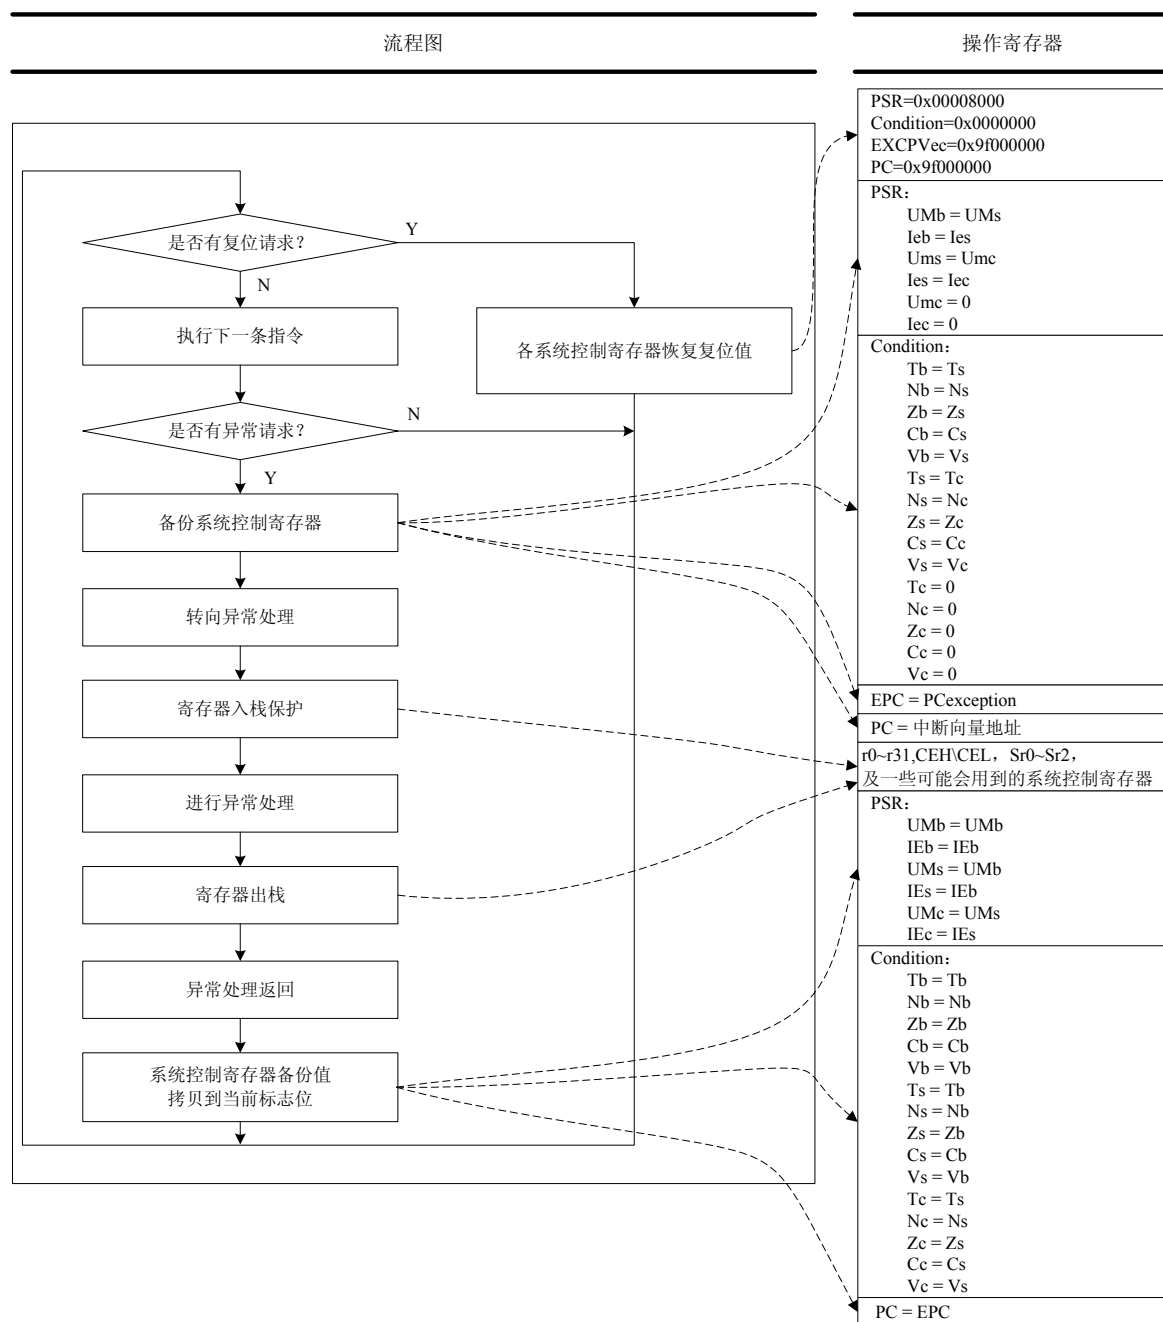 流程图
操作寄存器
是否有复位请求?
Y
N
执行下一条指令
各系统控制寄存器恢复复位值
是否有异常请求?
N
Y
备份系统控制寄存器
转向异常处理
寄存器入栈保护
进行异常处理
寄存器出栈
异常处理返回
系统控制寄存器备份值
拷贝到当前标志位
PSR=0x00008000
Condition=0x0000000
EXCPVec=0x9f000000
PC=0x9f000000
PSR:
UMb = UMs
Ieb = Ies
Ums = Umc
Ies = Iec
Umc = 0
Iec = 0
Condition:
Tb = Ts
Nb = Ns
Zb = Zs
Cb = Cs
Vb = Vs
Ts = Tc
Ns = Nc
Zs = Zc
Cs = Cc
Vs = Vc
Tc = 0
Nc = 0
Zc = 0
Cc = 0
Vc = 0
EPC = PCexception
PC = 中断向量地址
r0~r31,CEH\CEL，Sr0~Sr2，
及一些可能会用到的系统控制寄存器
PSR:
UMb = UMb
IEb = IEb
UMs = UMb
IEs = IEb
UMc = UMs
IEc = IEs
Condition:
Tb = Tb
Nb = Nb
Zb = Zb
Cb = Cb
Vb = Vb
Ts = Tb
Ns = Nb
Zs = Zb
Cs = Cb
Vs = Vb
Tc = Ts
Nc = Ns
Zc = Zs
Cc = Cs
Vc = Vs
PC = EPC